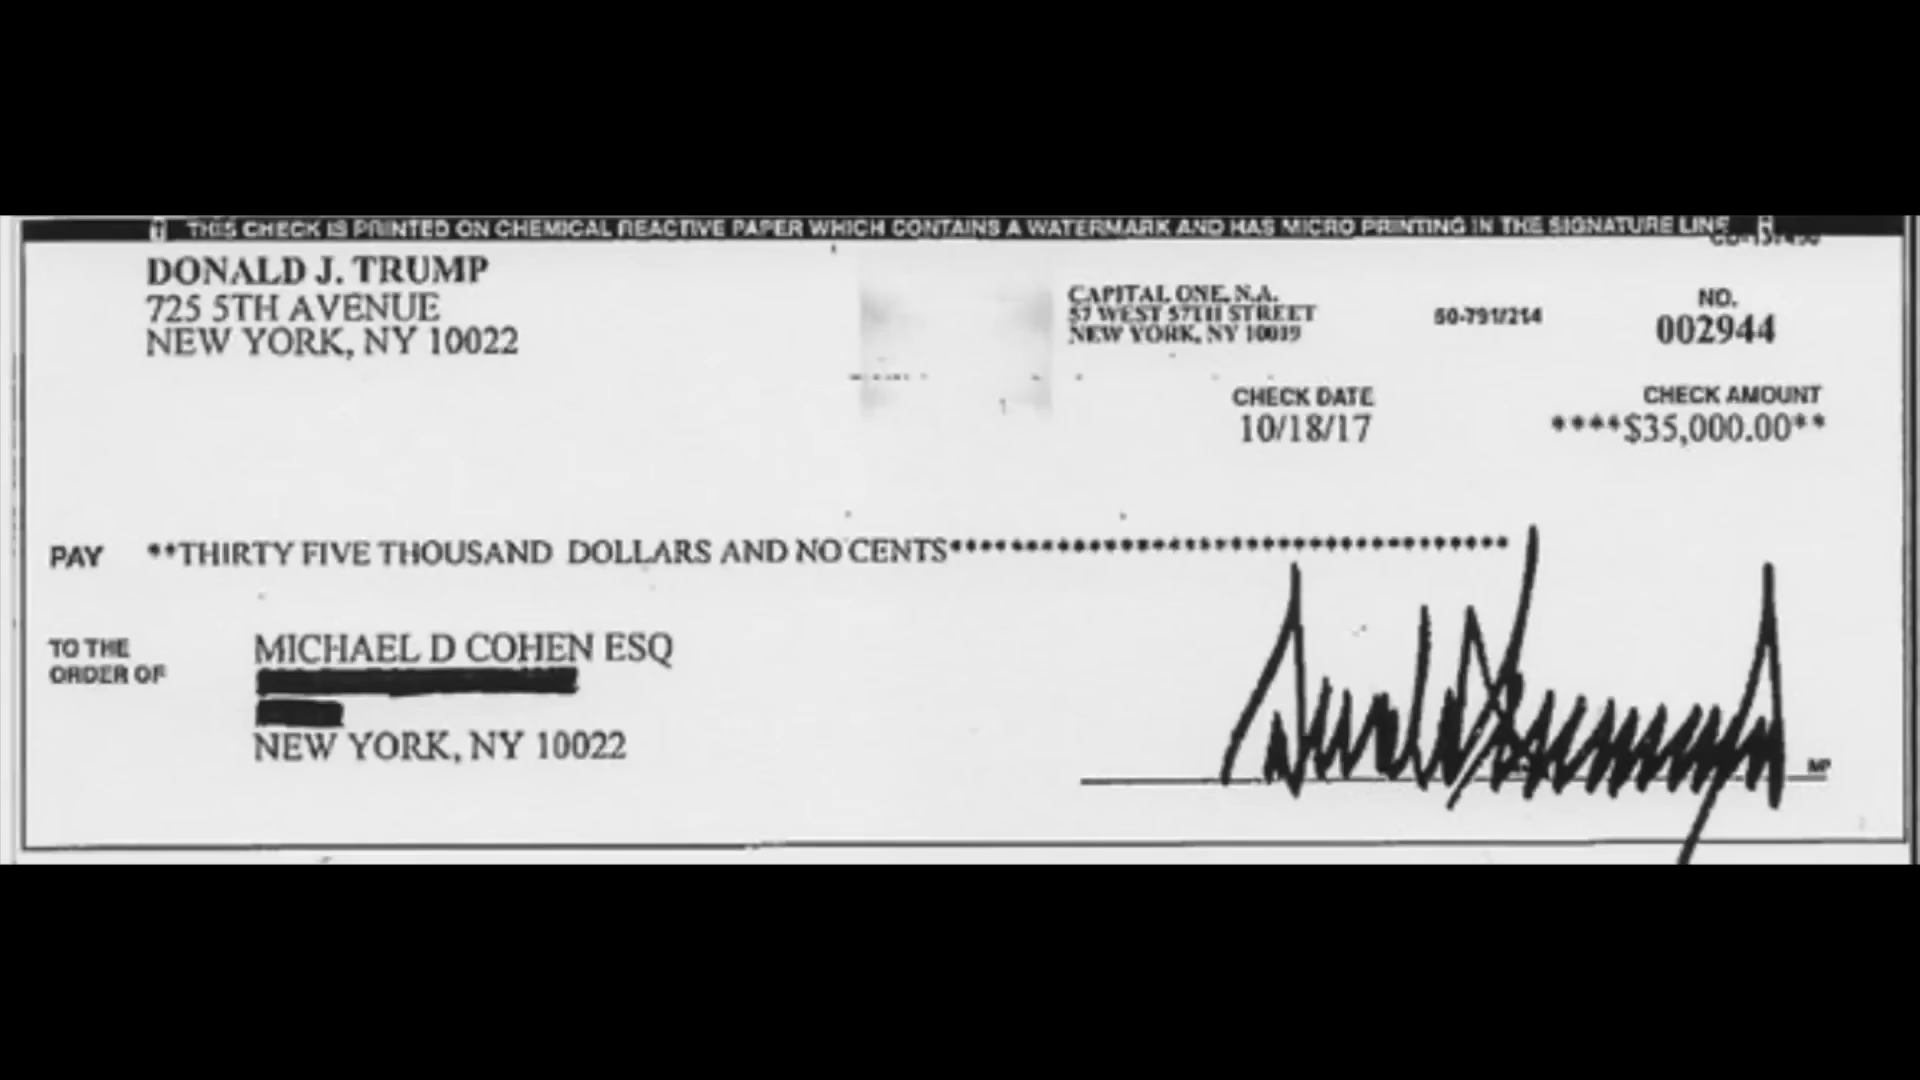 THIS CHECK IS PRINTED ON CHEMICAL REACTIVE PAPER WHICH CONTAINS A WATERMARK AND HAS MICRO PRINTING IN THE SIGNATURE LINE
DONALD J. TRUMP
725 5TH AVENUE
NEW YORK, NY 10022
CAPITAL ONE, N.A.
57 WEST 57TH STREET
NEW YORK, NY 10019
50-791/214
NO.
002944
CHECK DATE
10/18/17
CHECK AMOUNT
****$35,000.00**
PAY **THIRTY FIVE THOUSAND DOLLARS AND NO CENTS**************************************
TO THE
ORDER OF
MICHAEL D COHEN ESQ
NEW YORK, NY 10022
MP